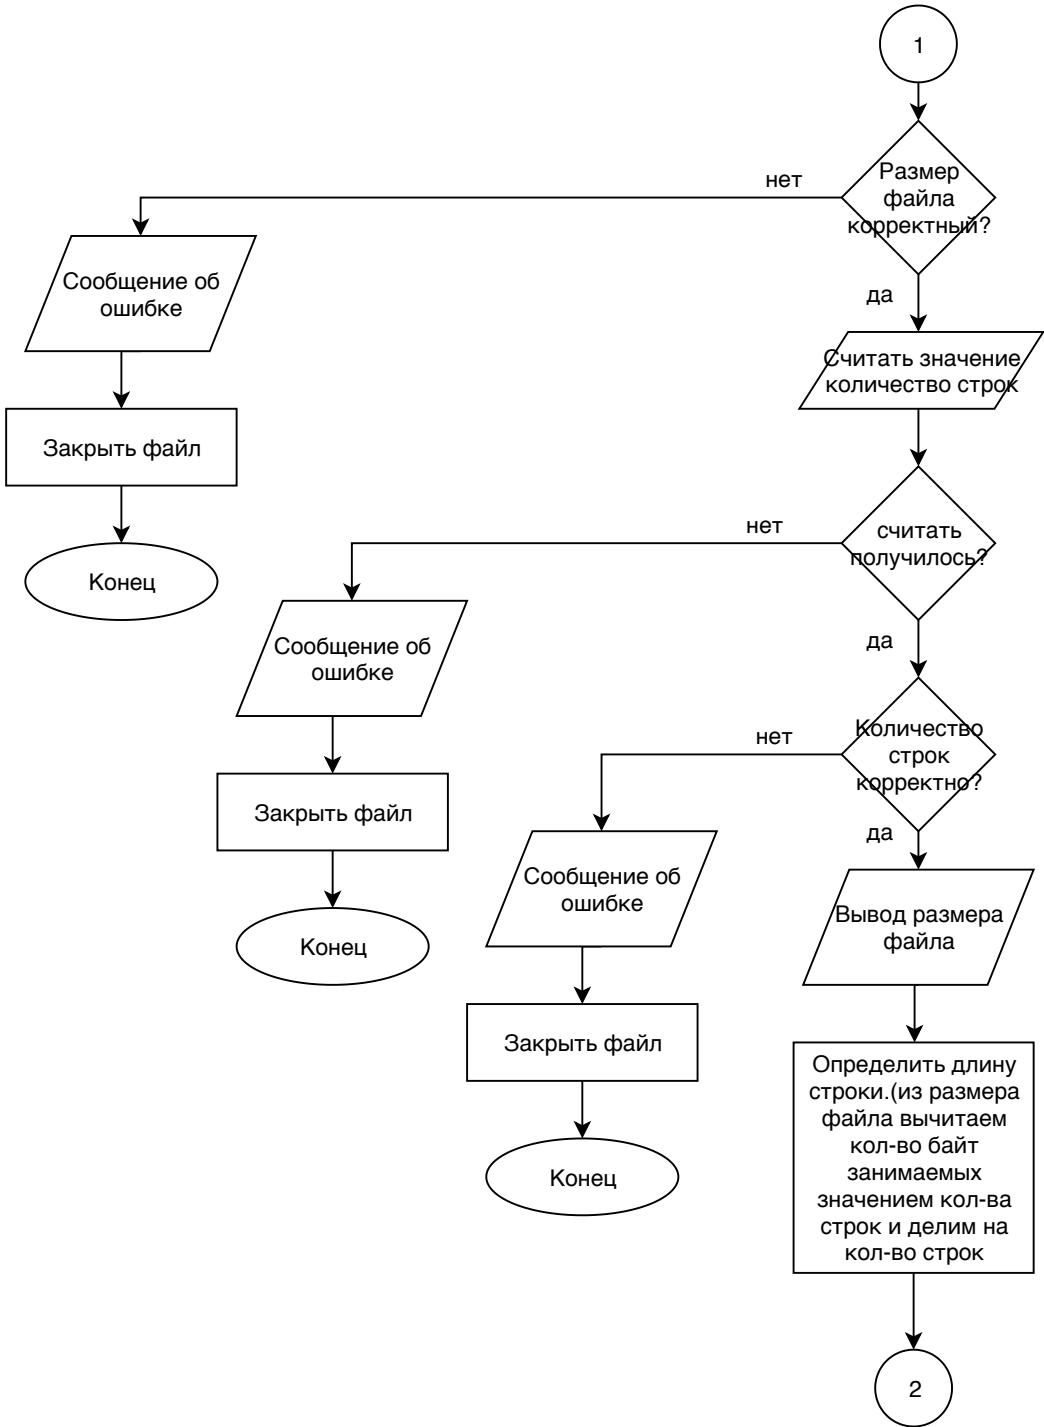 1
Размер
файла
корректный?
нет
да
Сообщение об
ошибке
Считать значение
количество строк
Закрыть файл
Конец
считать
получилось?
нет
да
Сообщение об
ошибке
Закрыть файл
Конец
Количество
строк
корректно?
нет
да
Сообщение об
ошибке
Закрыть файл
Конец
Вывод размера
файла
Определить длину
строки.(из размера
файла вычитаем
кол-во байт
занимаемых
значением кол-ва
строк и делим на
кол-во строк
2